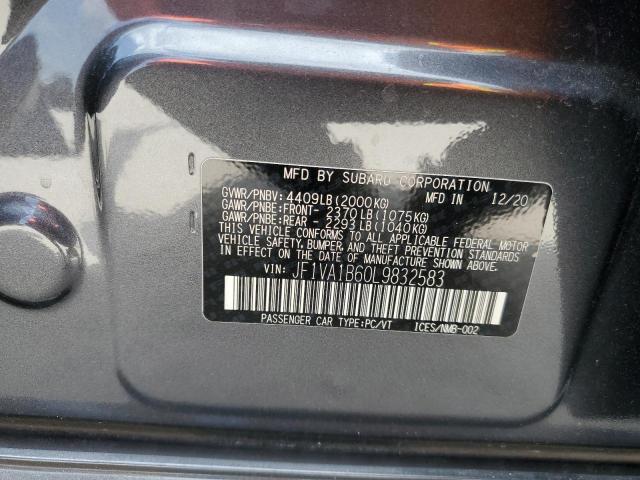 MFD BY SUBARU CORPORATION
GVWR/PNBV: 4409LB(2000KG) MFD IN 12/20
GAWR/PNBE:FRONT- 2370LB(1075KG)
GAWR/PNBE:REAR - 2293LB(1040KG)
THIS VEHICLE CONFORMS TO ALL APPLICABLE FEDERAL MOTOR
VEHICLE SAFETY, BUMPER, AND THEFT PREVENTION STANDARDS
IN EFFECT ON THE DATE OF MANUFACTURE SHOWN ABOVE.
VIN: JF1VA1B60L9832583
PASSENGER CAR TYPE:PC/VT ICES/NMB-002